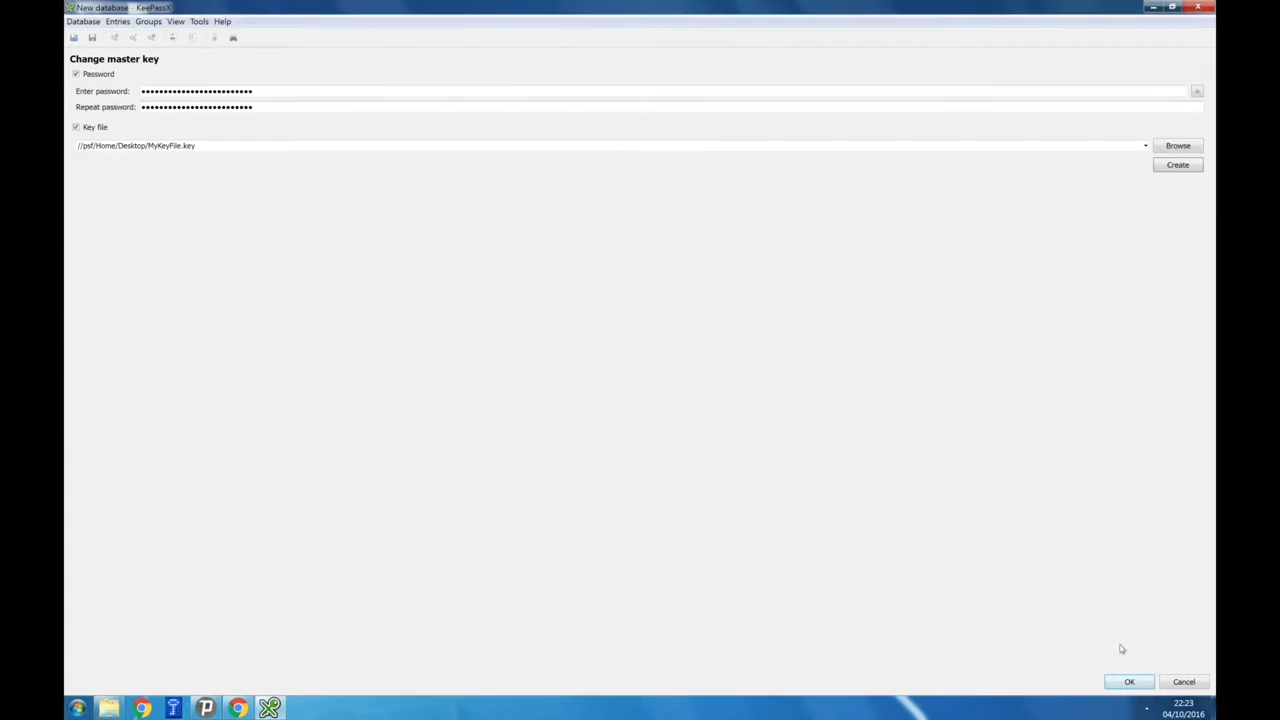 New database - KeePassX
Database Entries Groups View Tools Help
Change master key
Password
Enter password: •••••••••••••••••••••••••
Repeat password: •••••••••••••••••••••••••
Key file
//psf/Home/Desktop/MyKeyFile.key
Browse
Create
OK Cancel
22:23
04/10/2016